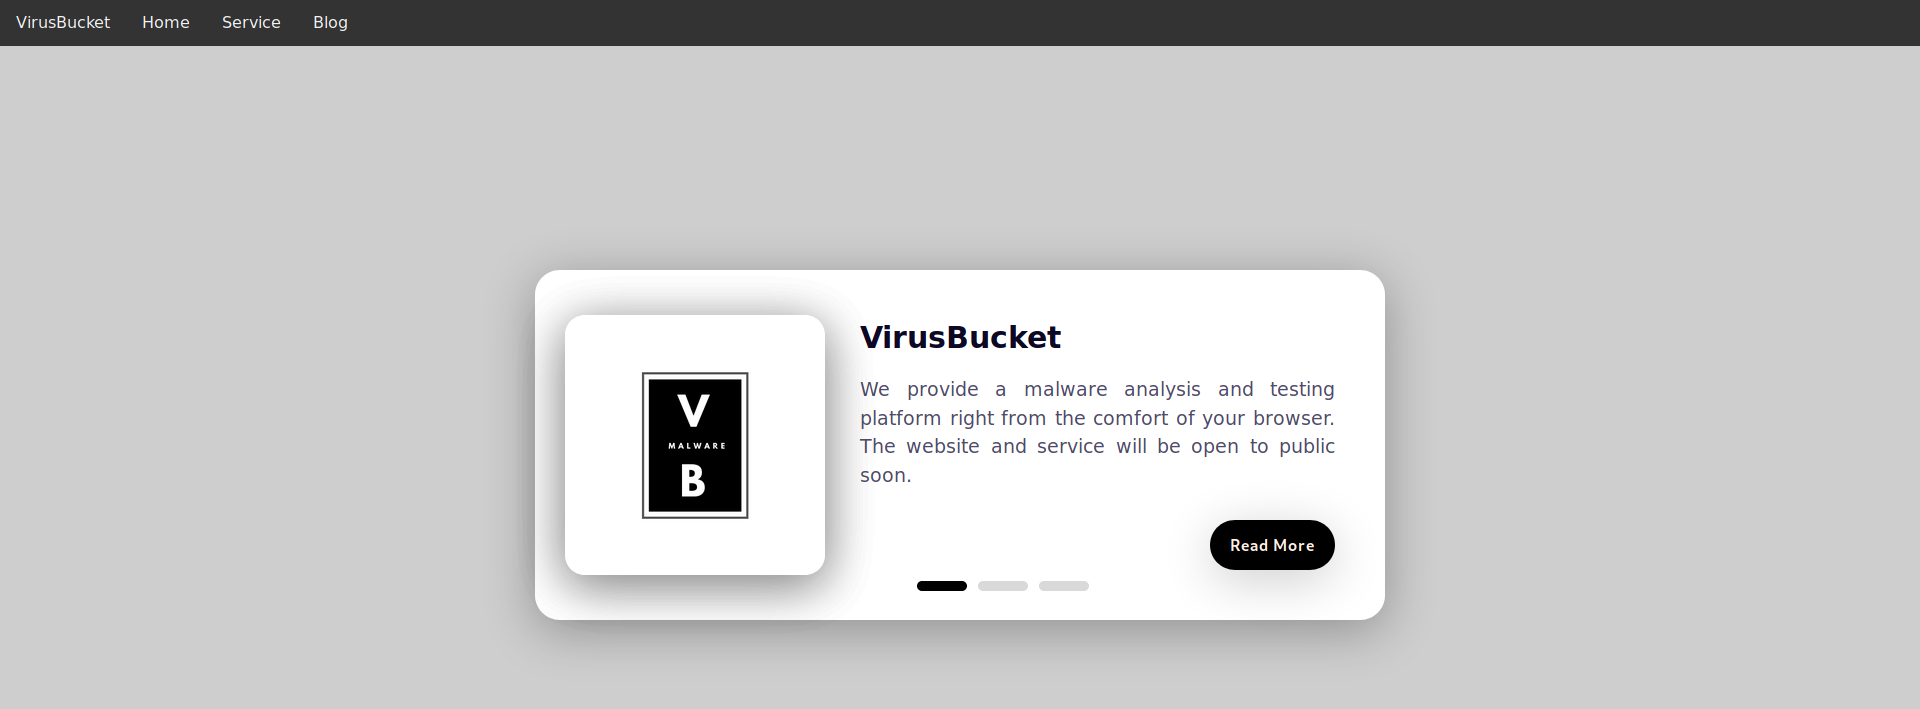 VirusBucket Home Service Blog
V
MALWARE
B
VirusBucket
We provide a malware analysis and testing
platform right from the comfort of your browser.
The website and service will be open to public
soon.
Read More